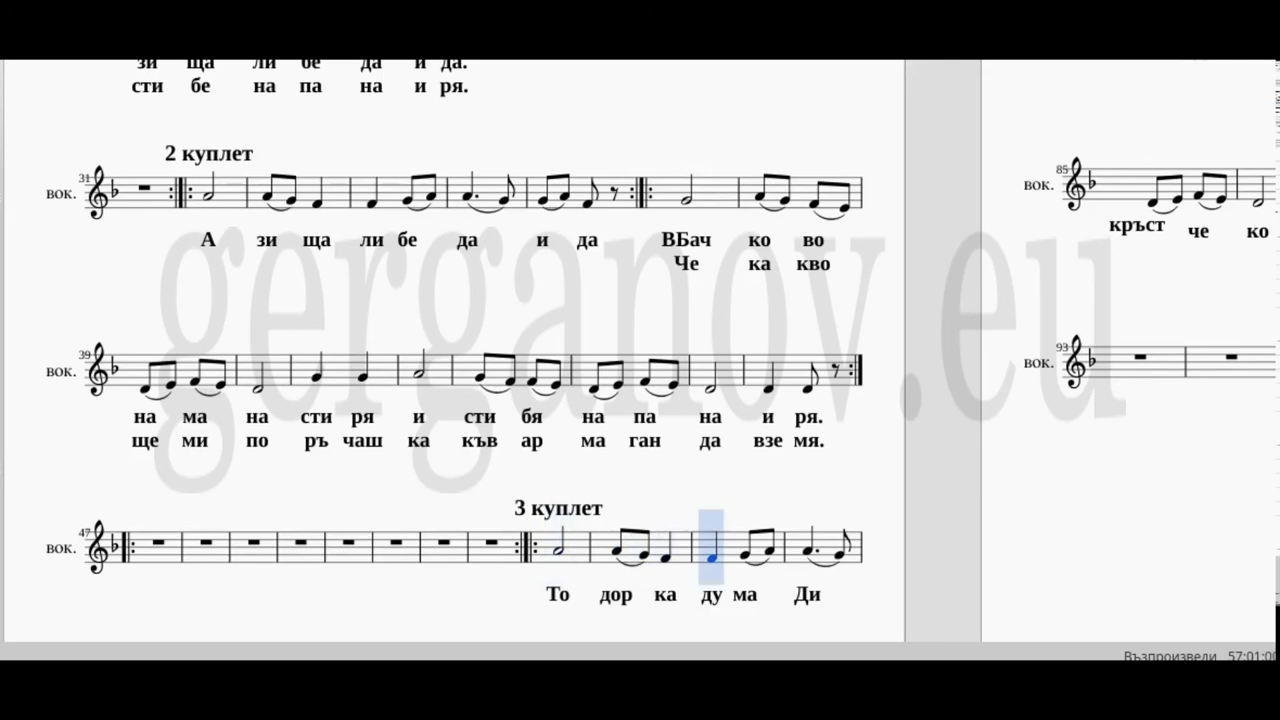 зи ща ли бе да и да.
сти бе на па на и ря.
2 куплет
31
вок.
А зи ща ли бе да и да ВБач ко во
Че ка кво
39
вок.
на ма на сти ря и сти бя на па на и ря.
ще ми по ръ чаш ка къв ар ма ган да взе мя.
3 куплет
47
вок.
То дор ка ду ма Ди
85
вок.
кръст че ко
93
вок.
gerganov.eu
Възпроизведи 57:01:00